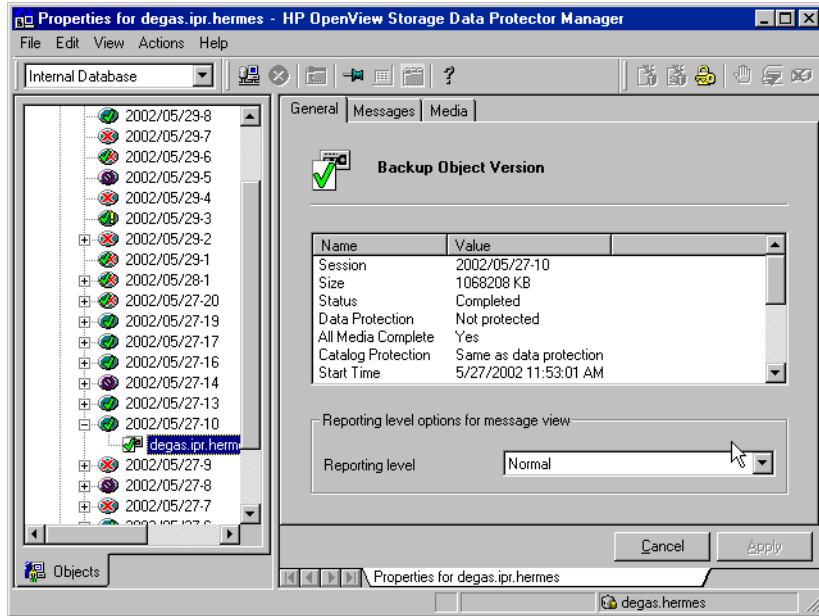 Properties for degas.ipr.hermes - HP OpenView Storage Data Protector Manager
File Edit View Actions Help
Internal Database
2002/05/29-8
2002/05/29-7
2002/05/29-6
2002/05/29-5
2002/05/29-4
2002/05/29-3
2002/05/29-2
2002/05/29-1
2002/05/28-1
2002/05/27-20
2002/05/27-19
2002/05/27-17
2002/05/27-16
2002/05/27-14
2002/05/27-13
2002/05/27-10
degas.ipr.herm
2002/05/27-9
2002/05/27-8
2002/05/27-7
Objects
General Messages Media
Backup Object Version
Name Value
Session 2002/05/27-10
Size 1068208 KB
Status Completed
Data Protection Not protected
All Media Complete Yes
Catalog Protection Same as data protection
Start Time 5/27/2002 11:53:01 AM
Reporting level options for message view
Reporting level Normal
Cancel Apply
Properties for degas.ipr.hermes
degas.hermes